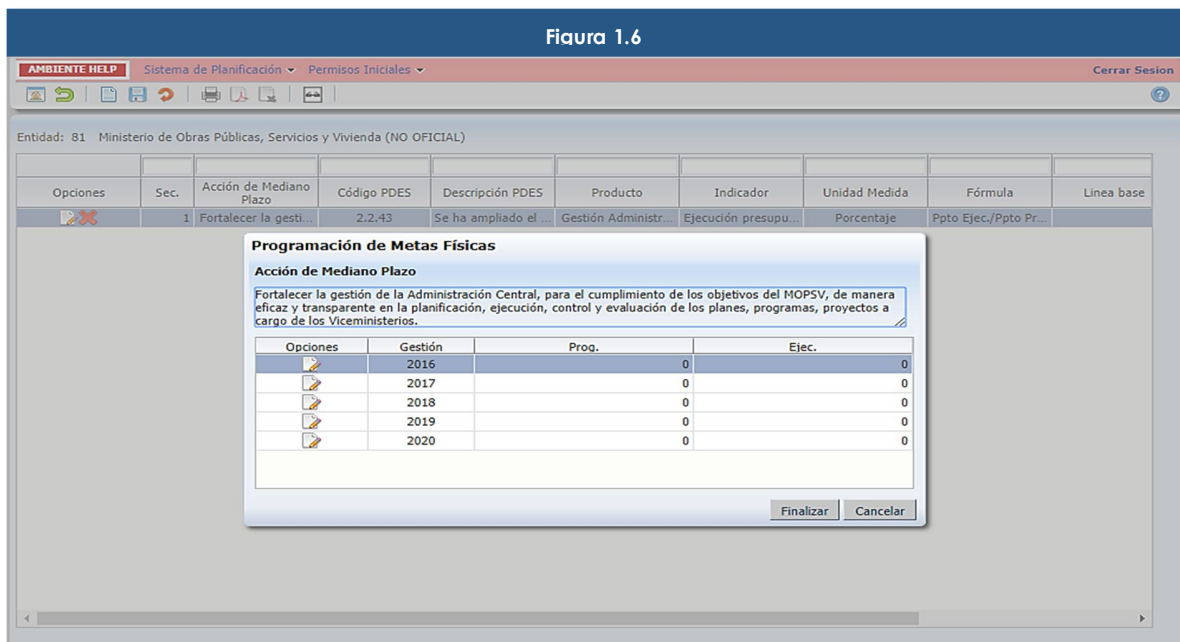 Figura 1.6
AMBIENTE HELP Sistema de Planificación Permisos Iniciales Cerrar Sesion
Entidad: 81 Ministerio de Obras Públicas, Servicios y Vivienda (NO OFICIAL)
Opciones Sec. Acción de Mediano Plazo Código PDES Descripción PDES Producto Indicador Unidad Medida Fórmula Linea base
1 Fortalecer la gesti... 2.2.43 Se ha ampliado el ... Gestión Administr... Ejecución presupu... Porcentaje Ppto Ejec./Ppto Pr...
Programación de Metas Físicas
Acción de Mediano Plazo
Fortalecer la gestión de la Administración Central, para el cumplimiento de los objetivos del MOPSV, de manera
eficaz y transparente en la planificación, ejecución, control y evaluación de los planes, programas, proyectos a
cargo de los Viceministerios.
Opciones Gestión Prog. Ejec.
2016 0 0
2017 0 0
2018 0 0
2019 0 0
2020 0 0
Finalizar Cancelar